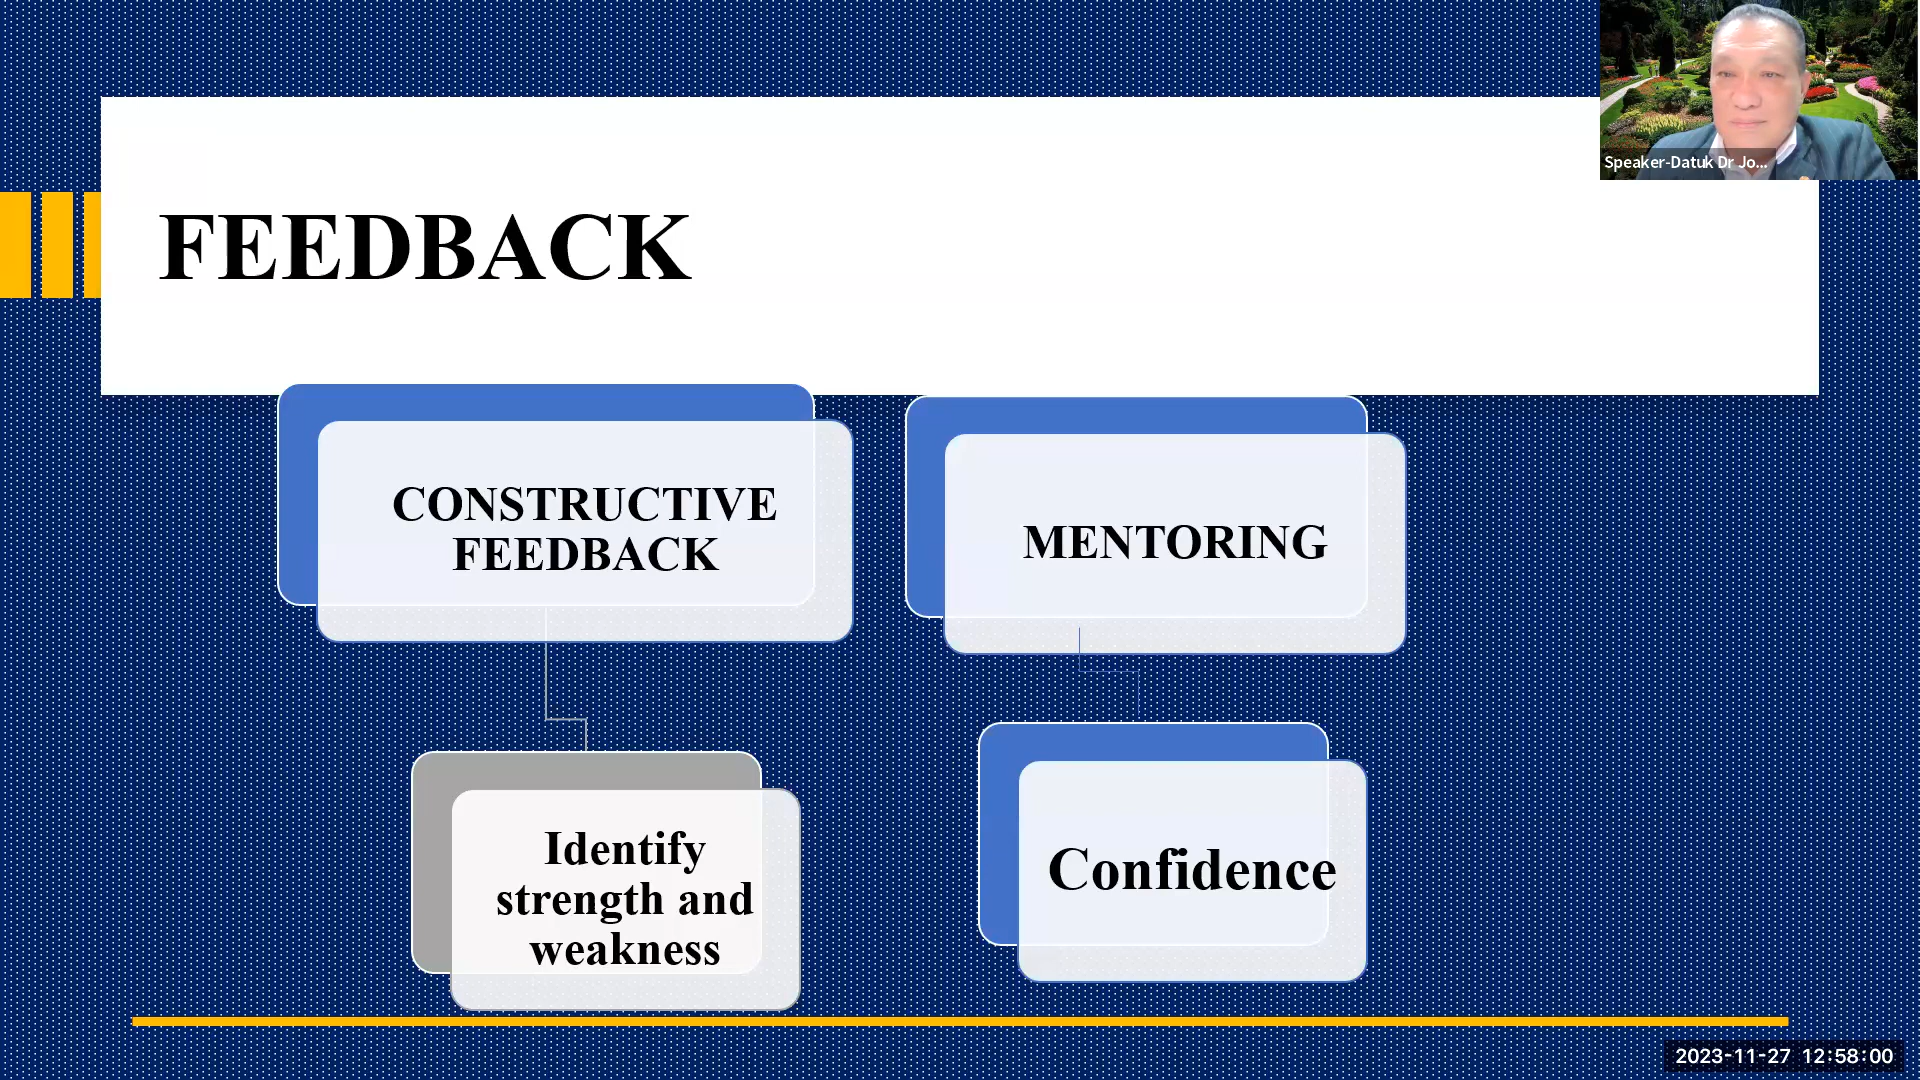 Speaker-Datuk Dr Jo...
FEEDBACK
CONSTRUCTIVE
FEEDBACK
MENTORING
Identify
strength and
weakness
Confidence
2023-11-27 12:58:00